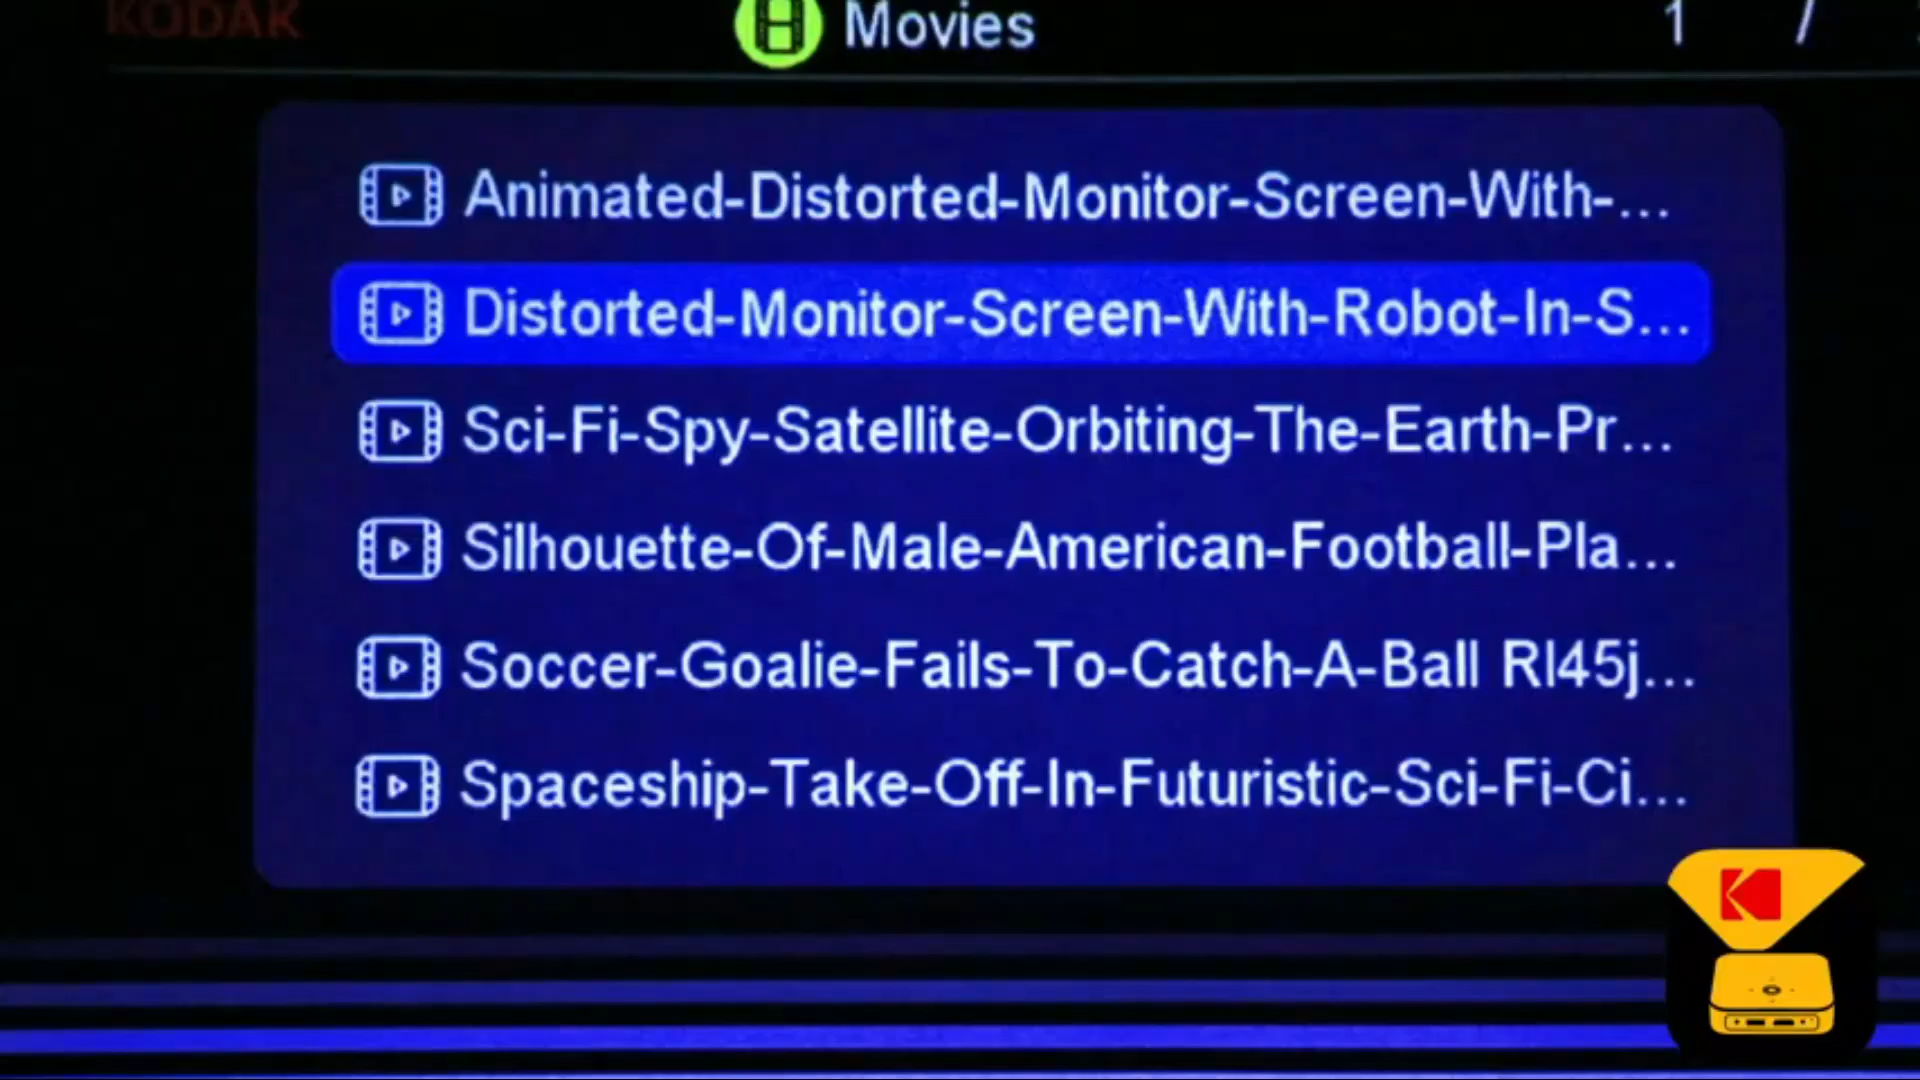 KODAK
Movies
1 /
Animated-Distorted-Monitor-Screen-With-...
Distorted-Monitor-Screen-With-Robot-In-S...
Sci-Fi-Spy-Satellite-Orbiting-The-Earth-Pr...
Silhouette-Of-Male-American-Football-Pla...
Soccer-Goalie-Fails-To-Catch-A-Ball Rl45j...
Spaceship-Take-Off-In-Futuristic-Sci-Fi-Ci...